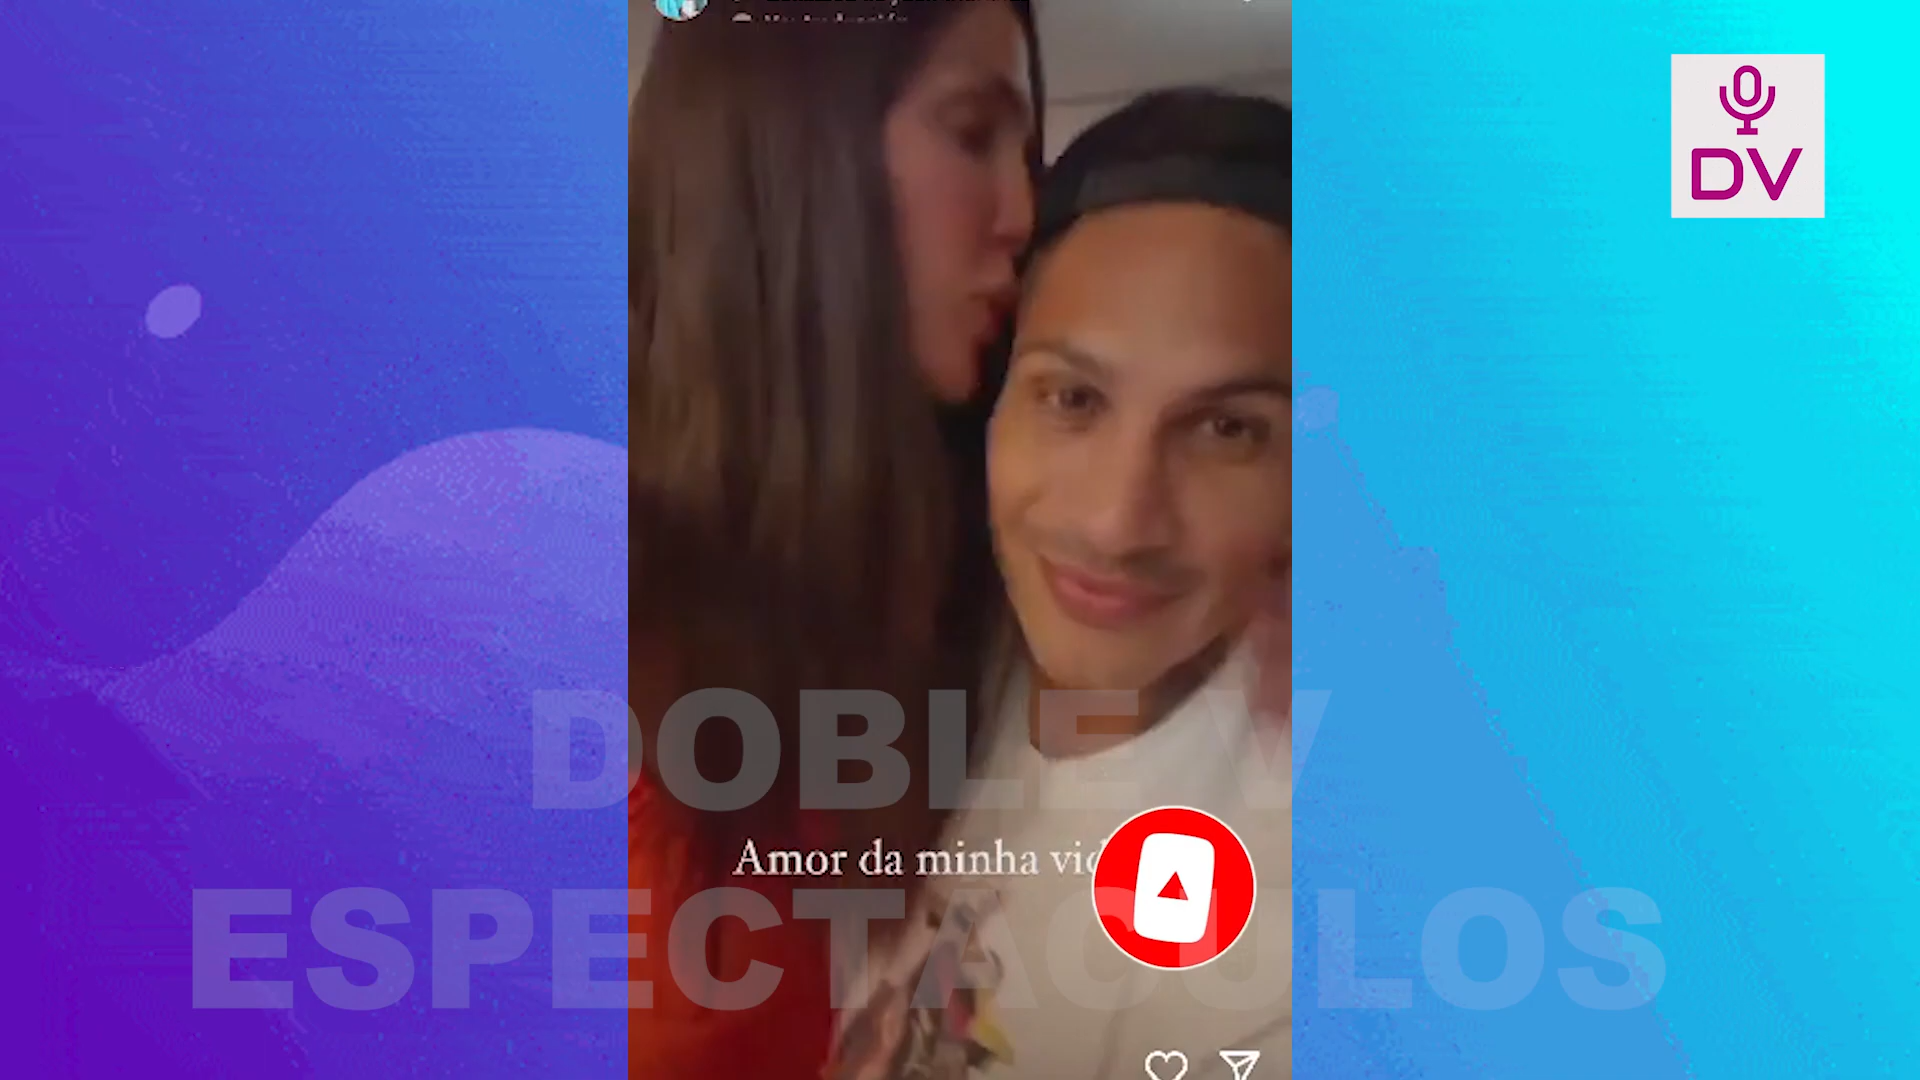 DV
DOBLE V
Amor da minha vid
ESPECTACULOS